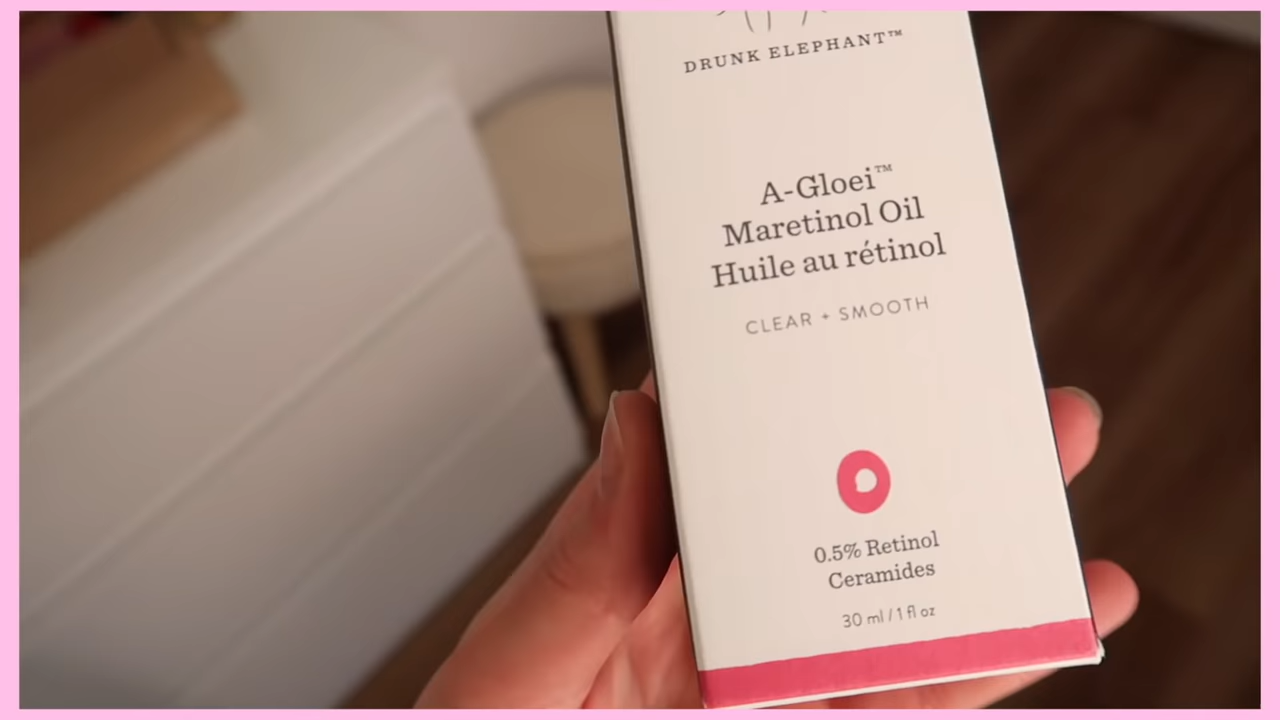 DRUNK ELEPHANT™
A-Gloei™
Maretinol Oil
Huile au rétinol
CLEAR + SMOOTH
0.5% Retinol
Ceramides
30 ml / 1 fl oz